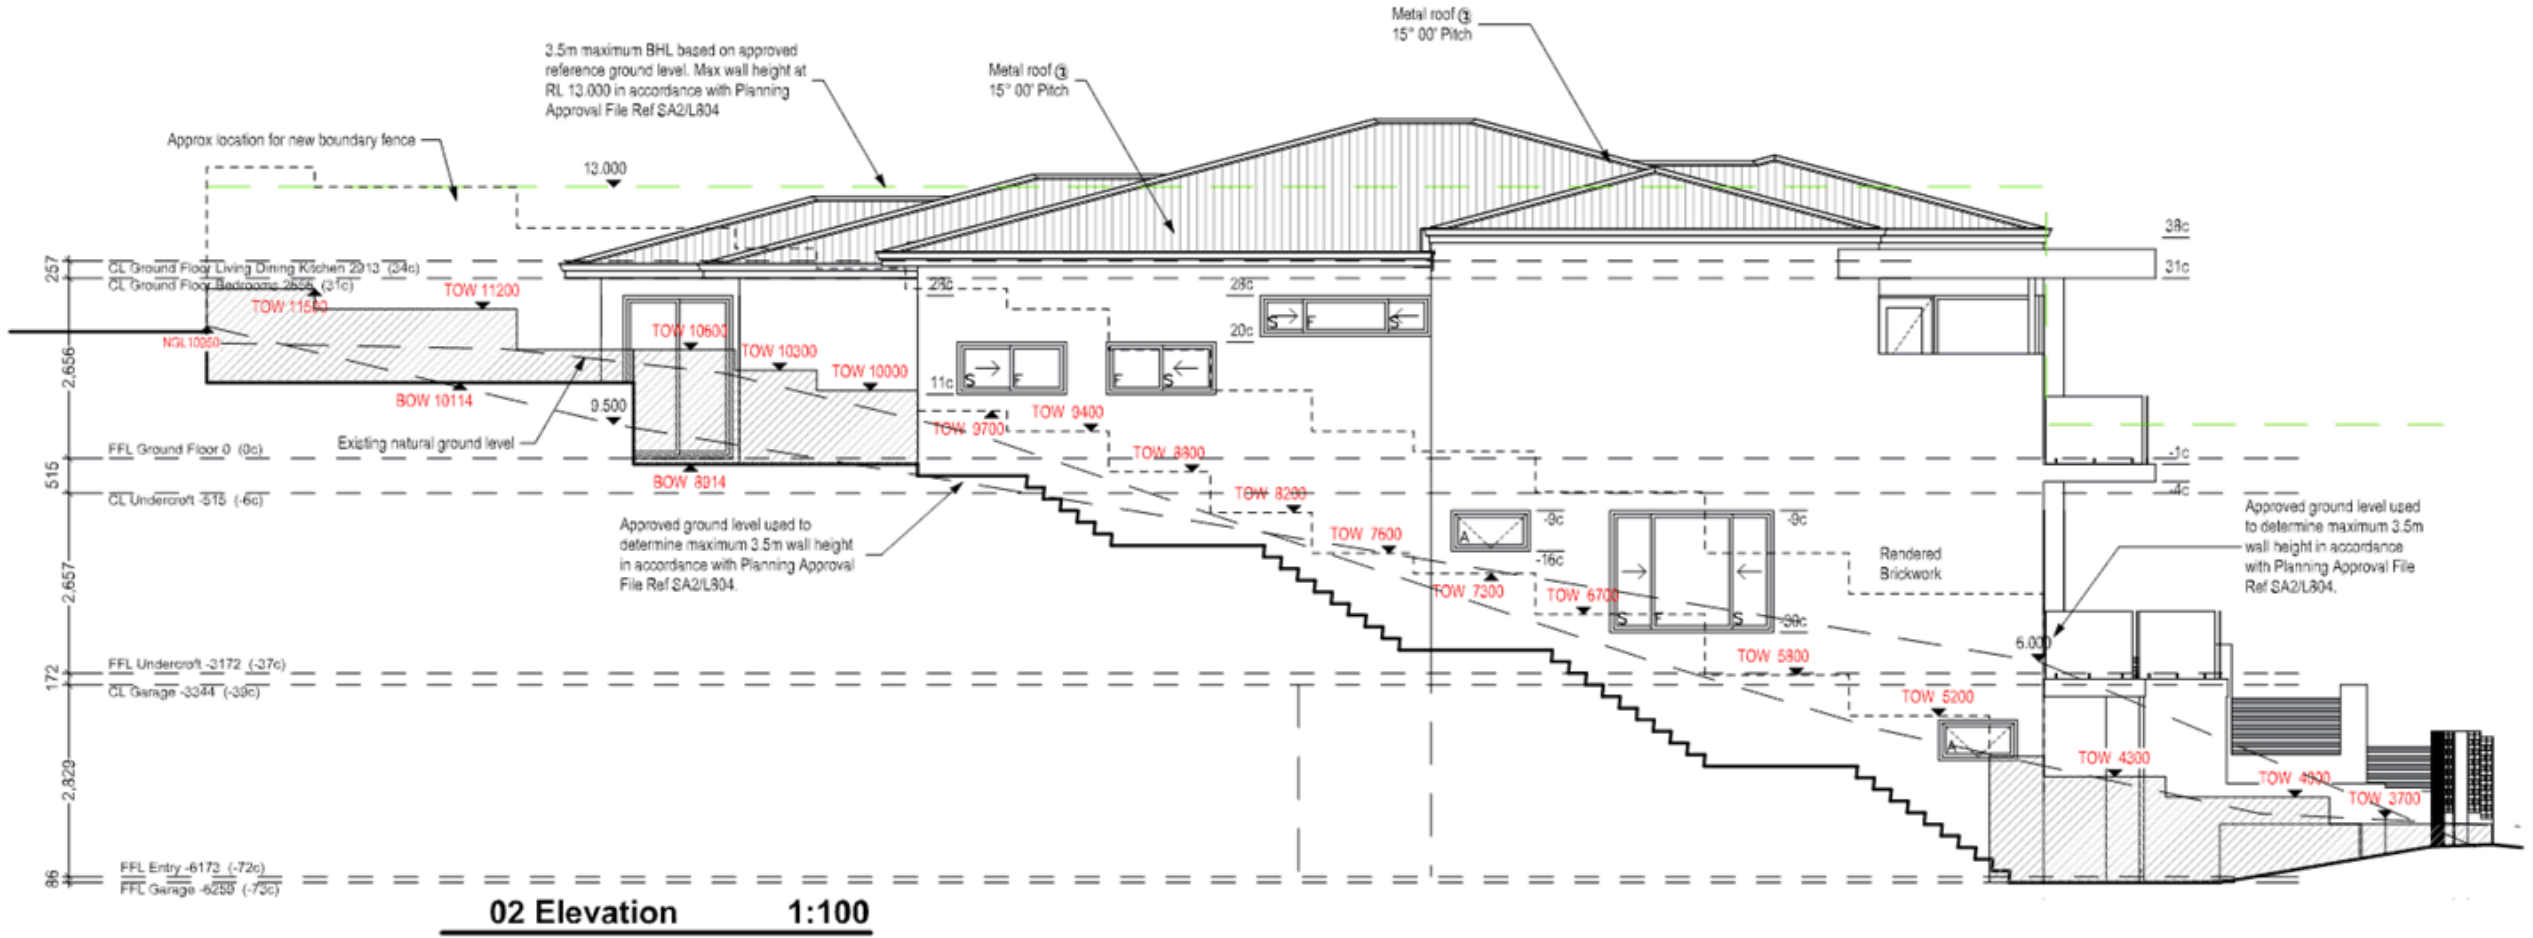 Metal roof
15° 00' Pitch
3.5m maximum BHL based on approved
reference ground level. Max wall height at
RL 13.000 in accordance with Planning
Approval File Ref SA2/L804
Metal roof
15° 00' Pitch
Approx location for new boundary fence
13.000
38c
257
CL Ground Floor Living Dining Kitchen 2913 (34c)
31c
CL Ground Floor Bedrooms (31c)
TOW 11200
28c
28c
TOW 11500
20c
TOW 10600
NGL
TOW 10300
2,656
TOW 10000
11c
BOW 10114
9.500
TOW 9400
TOW 9700
Existing natural ground level
FFL Ground Floor 0 (0c)
TOW 8800
-1c
515
BOW 8914
-4c
CL Undercroft -515 (-6c)
TOW 8200
Approved ground level used to
determine maximum 3.5m wall height
in accordance with Planning Approval
File Ref SA2/L804.
-9c
-9c
Approved ground level used
to determine maximum 3.5m
wall height in accordance
with Planning Approval File
Ref SA2/L804.
TOW 7600
-16c
Rendered
Brickwork
2,657
TOW 7300
TOW 6700
S F S
S F
F S
S F S
A
-30c
6.000
TOW 5800
FFL Undercroft -3172 (-37c)
172
CL Garage -3344 (-39c)
TOW 5200
A
TOW 4300
2,829
TOW 4000
TOW 3700
FFL Entry -6173 (-72c)
86
FFL Garage -6259 (-73c)
02 Elevation 1:100